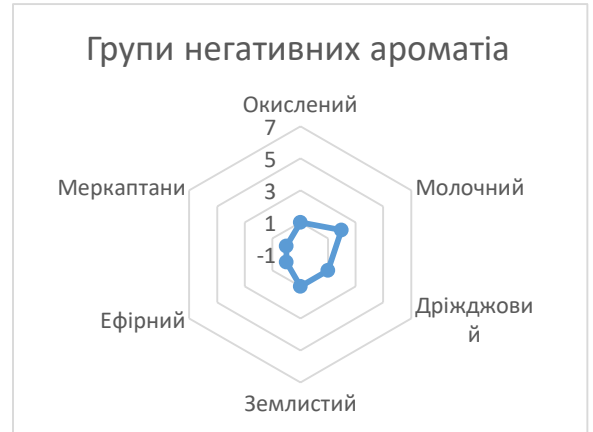 Групи негативних ароматіа
Окислений
7
5
3
1
-1
Молочний
Дріжджови
й
Землистий
Ефірний
Меркаптани